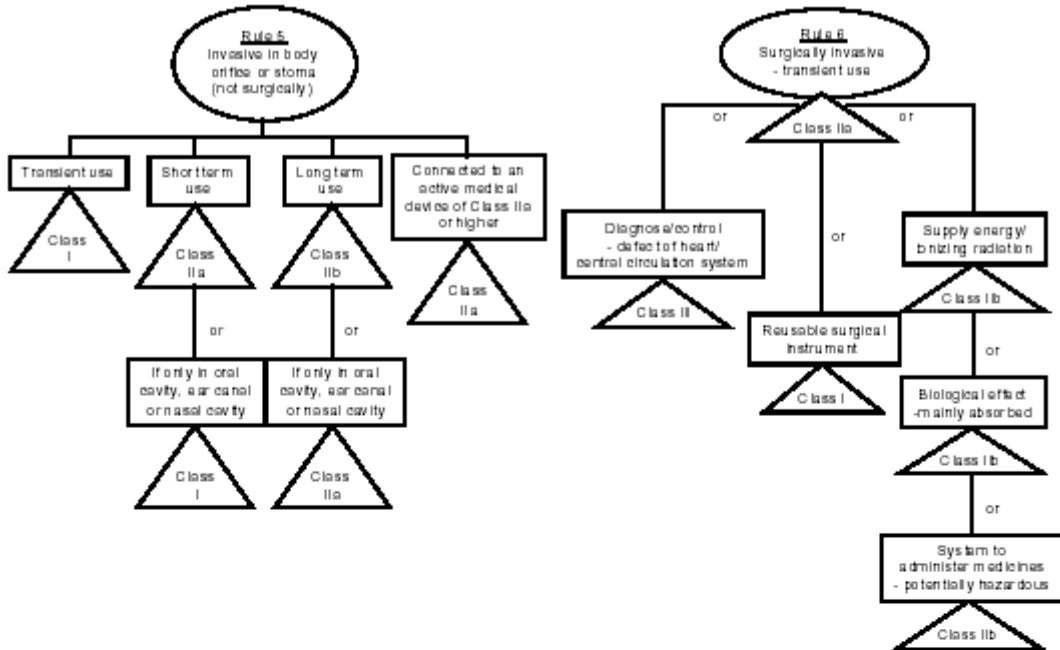 Rule 5
Invasive in body
orifice or stoma
(not surgically)
Transient use
Class
I
Short term
use
Class
IIa
or
If only in oral
cavity, ear canal
or nasal cavity
Class
I
Long term
use
Class
IIb
or
If only in oral
cavity, ear canal
or nasal cavity
Class
IIa
Connected to an
active medical
device of Class IIa
or higher
Class
IIa
Rule 6
Surgically invasive
- transient use
Class IIa
or
Diagnose/control
- defect of heart/
central circulation system
Class III
or
Reusable surgical
instrument
Class I
or
Supply energy/
ionizing radiation
Class IIb
or
Biological effect
-mainly absorbed
Class IIb
or
System to
administer medicines
- potentially hazardous
Class IIb